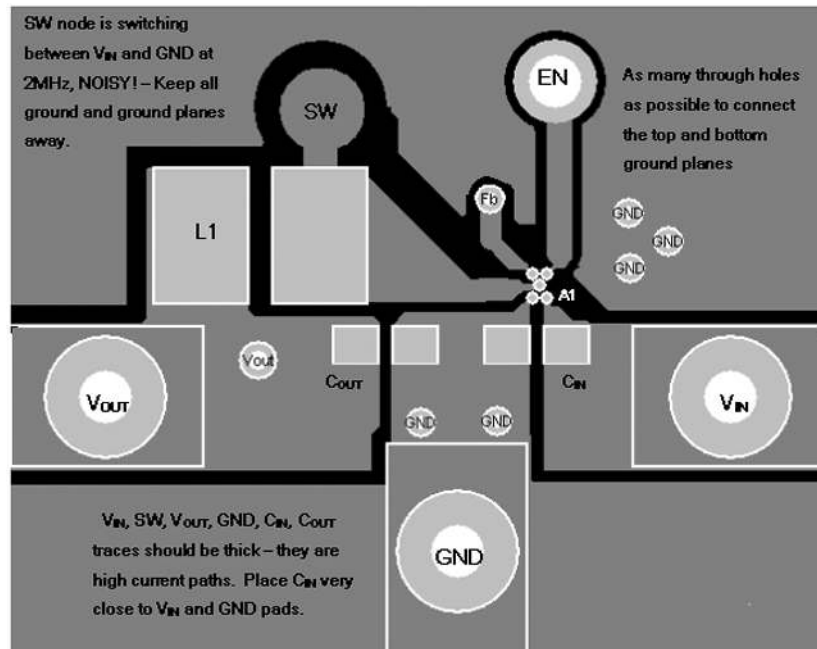 SW node is switching
between VIN and GND at
2MHz, NOISY! – Keep all
ground and ground planes
away.
SW
EN
As many through holes
as possible to connect
the top and bottom
ground planes
Fb
GND
GND
GND
L1
A1
Vout
COUT
CIN
VOUT
VIN
GND
GND
GND
VIN, SW, VOUT, GND, CIN, COUT
traces should be thick – they are
high current paths. Place CIN very
close to VIN and GND pads.